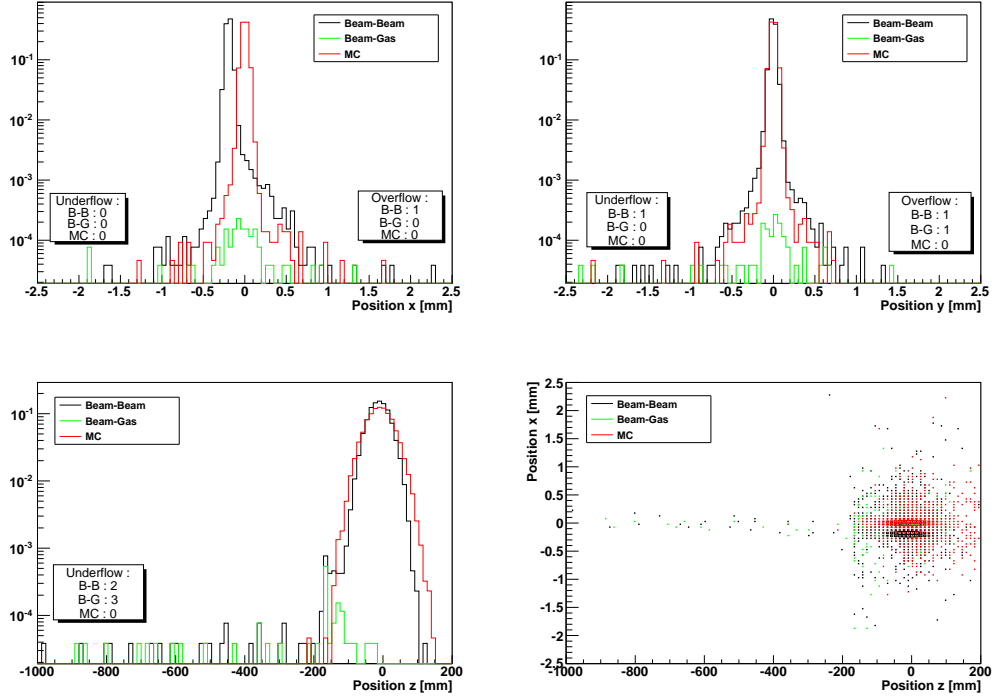 Beam-Beam
Beam-Gas
MC
10^-1
10^-2
10^-3
10^-4
Underflow :
B-B : 0
B-G : 0
MC : 0
Overflow :
B-B : 1
B-G : 0
MC : 0
-2.5 -2 -1.5 -1 -0.5 0 0.5 1 1.5 2 2.5
Position x [mm]
Beam-Beam
Beam-Gas
MC
10^-1
10^-2
10^-3
10^-4
Underflow :
B-B : 1
B-G : 0
MC : 0
Overflow :
B-B : 1
B-G : 1
MC : 0
-2.5 -2 -1.5 -1 -0.5 0 0.5 1 1.5 2 2.5
Position y [mm]
Beam-Beam
Beam-Gas
MC
10^-1
10^-2
10^-3
10^-4
Underflow :
B-B : 2
B-G : 3
MC : 0
-1000 -800 -600 -400 -200 0 200
Position z [mm]
Position x [mm]
Beam-Beam
Beam-Gas
MC
2.5
2
1.5
1
0.5
0
-0.5
-1
-1.5
-2
-2.5
-1000 -800 -600 -400 -200 0 200
Position z [mm]